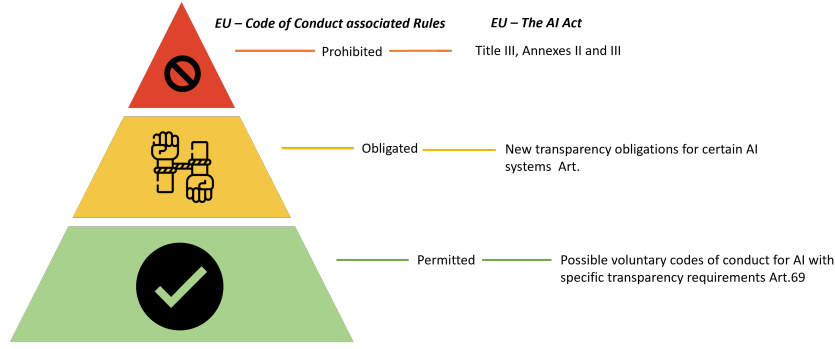 EU – Code of Conduct associated Rules
EU – The AI Act
Prohibited
Title III, Annexes II and III
Obligated
New transparency obligations for certain AI
systems  Art.
Permitted
Possible voluntary codes of conduct for AI with
specific transparency requirements Art.69